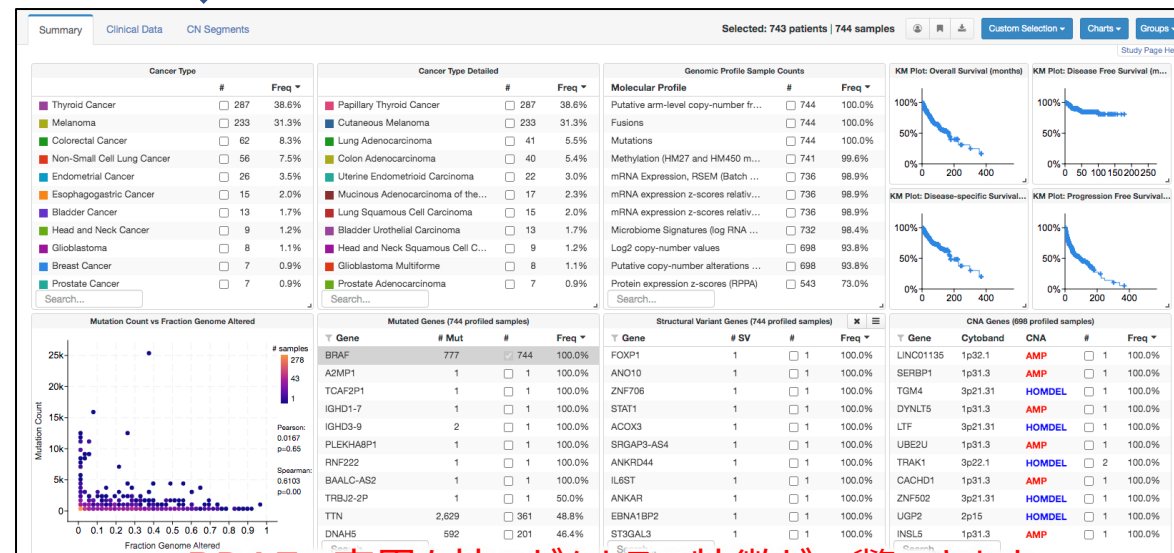 Summary Clinical Data CN Segments Selected: 743 patients | 744 samples Custom Selection Charts Groups
Study Page He
Cancer Type
# Freq
Thyroid Cancer 287 38.6%
Melanoma 233 31.3%
Colorectal Cancer 62 8.3%
Non-Small Cell Lung Cancer 56 7.5%
Endometrial Cancer 26 3.5%
Esophagogastric Cancer 15 2.0%
Bladder Cancer 13 1.7%
Head and Neck Cancer 9 1.2%
Glioblastoma 8 1.1%
Breast Cancer 7 0.9%
Prostate Cancer 7 0.9%
Search...
Cancer Type Detailed
# Freq
Papillary Thyroid Cancer 287 38.6%
Cutaneous Melanoma 233 31.3%
Lung Adenocarcinoma 41 5.5%
Colon Adenocarcinoma 40 5.4%
Uterine Endometrioid Carcinoma 22 3.0%
Mucinous Adenocarcinoma of the... 17 2.3%
Lung Squamous Cell Carcinoma 15 2.0%
Bladder Urothelial Carcinoma 13 1.7%
Head and Neck Squamous Cell C... 9 1.2%
Glioblastoma Multiforme 8 1.1%
Prostate Adenocarcinoma 7 0.9%
Search...
Genomic Profile Sample Counts
Molecular Profile # Freq
Putative arm-level copy-number fr... 744 100.0%
Fusions 744 100.0%
Mutations 744 100.0%
Methylation (HM27 and HM450 m... 741 99.6%
mRNA Expression, RSEM (Batch ... 736 98.9%
mRNA expression z-scores relativ... 736 98.9%
mRNA expression z-scores relativ... 736 98.9%
Microbiome Signatures (log RNA ... 732 98.4%
Log2 copy-number values 698 93.8%
Putative copy-number alterations ... 698 93.8%
Protein expression z-scores (RPPA) 543 73.0%
Search...
KM Plot: Overall Survival (months)
100%
50%
0%
0 200 400
KM Plot: Disease Free Survival (m...
100%
50%
0%
0 50 100 150 200 250
KM Plot: Disease-specific Survival...
100%
50%
0%
0 200 400
KM Plot: Progression Free Survival...
100%
50%
0%
0 200 400
Mutation Count vs Fraction Genome Altered
25k
20k
15k
10k
5k
0
Mutation Count
0 0.1 0.2 0.3 0.4 0.5 0.6 0.7 0.8 0.9 1
Fraction Genome Altered
# samples
278
43
1
Pearson:
0.0167
p=0.65
Spearman:
0.6103
p=0.00
Mutated Genes (744 profiled samples)
Gene # Mut # Freq
BRAF 777 744 100.0%
A2MP1 1 1 100.0%
TCAF2P1 1 1 100.0%
IGHD1-7 1 1 100.0%
IGHD3-9 2 1 100.0%
PLEKHA8P1 1 1 100.0%
RNF222 1 1 100.0%
BAALC-AS2 1 1 100.0%
TRBJ2-2P 1 1 50.0%
TTN 2,629 361 48.8%
DNAH5 592 201 46.4%
Structural Variant Genes (744 profiled samples)
Gene # SV # Freq
FOXP1 1 1 100.0%
ANO10 1 1 100.0%
ZNF706 1 1 100.0%
STAT1 1 1 100.0%
ACOX3 1 1 100.0%
SRGAP3-AS4 1 1 100.0%
ANKRD44 1 1 100.0%
IL6ST 1 1 100.0%
ANKAR 1 1 100.0%
EBNA1BP2 1 1 100.0%
ST3GAL3 1 1 100.0%
CNA Genes (698 profiled samples)
Gene Cytoband CNA # Freq
LINC01135 1p32.1 AMP 1 100.0%
SERBP1 1p31.3 AMP 1 100.0%
TGM4 3p21.31 HOMDEL 1 100.0%
DYNLT5 1p31.3 AMP 1 100.0%
LTF 3p21.31 HOMDEL 1 100.0%
UBE2U 1p31.3 AMP 1 100.0%
TRAK1 3p22.1 HOMDEL 2 100.0%
CACHD1 1p31.3 AMP 1 100.0%
ZNF502 3p21.31 HOMDEL 1 100.0%
UGP2 2p15 HOMDEL 1 100.0%
INSL5 1p31.3 AMP 1 100.0%